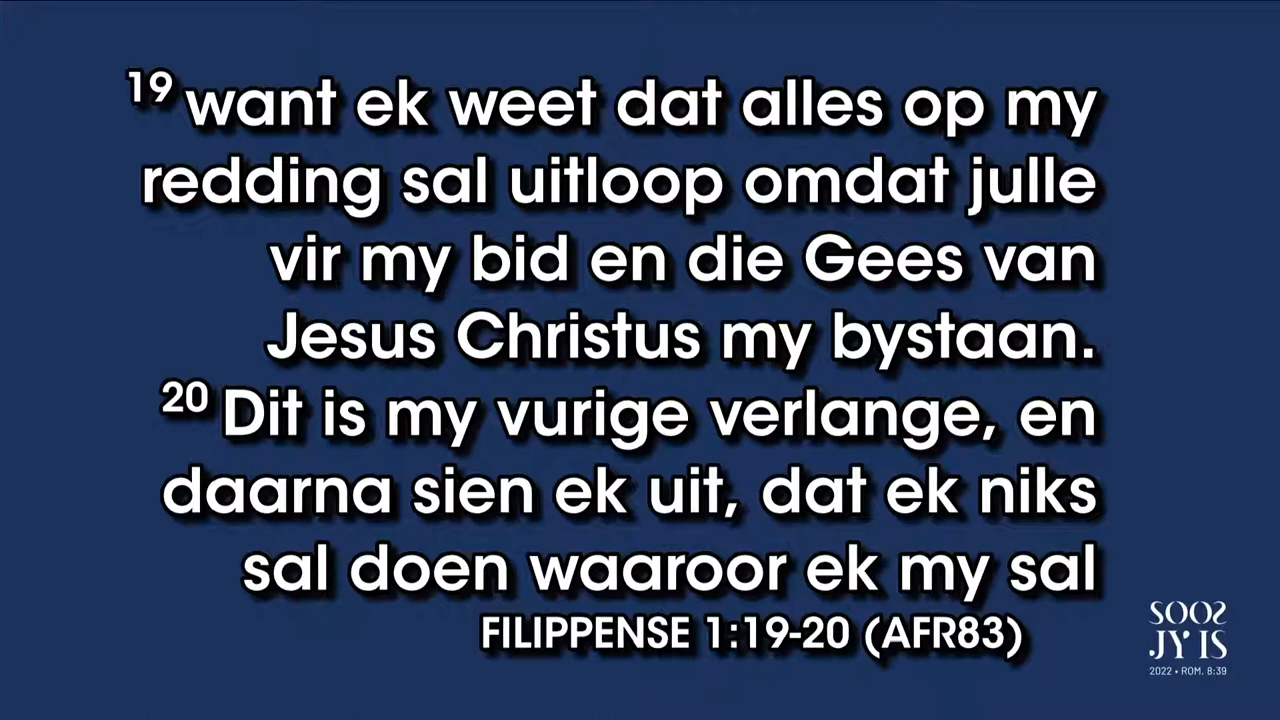 19 want ek weet dat alles op my
redding sal uitloop omdat julle
vir my bid en die Gees van
Jesus Christus my bystaan.
20 Dit is my vurige verlange, en
daarna sien ek uit, dat ek niks
sal doen waaroor ek my sal
FILIPPENSE 1:19-20 (AFR83)
SOOS
JY IS
2022 • ROM. 8:39